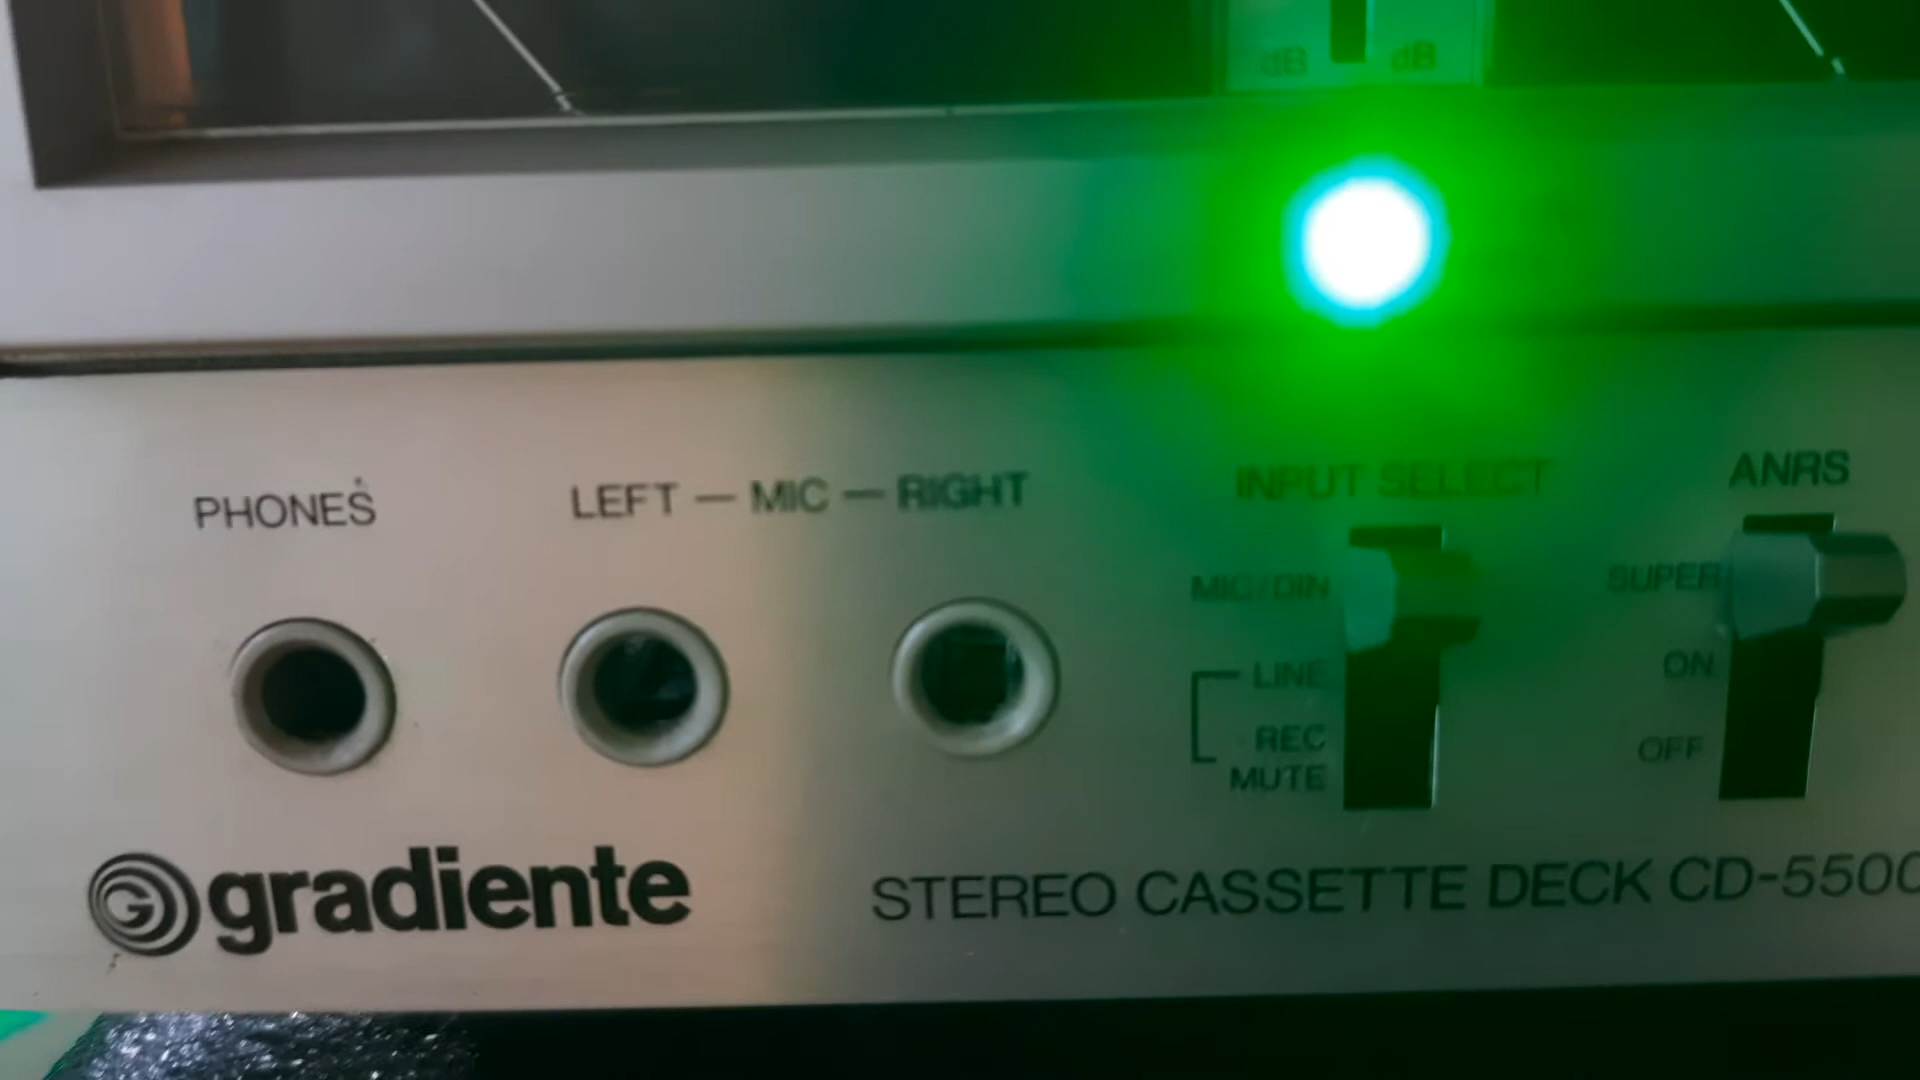 dB dB
PHONES
LEFT — MIC — RIGHT
INPUT SELECT
ANRS
MIC/DIN
SUPER
LINE
ON
REC
OFF
MUTE
G gradiente
STEREO CASSETTE DECK CD-5500